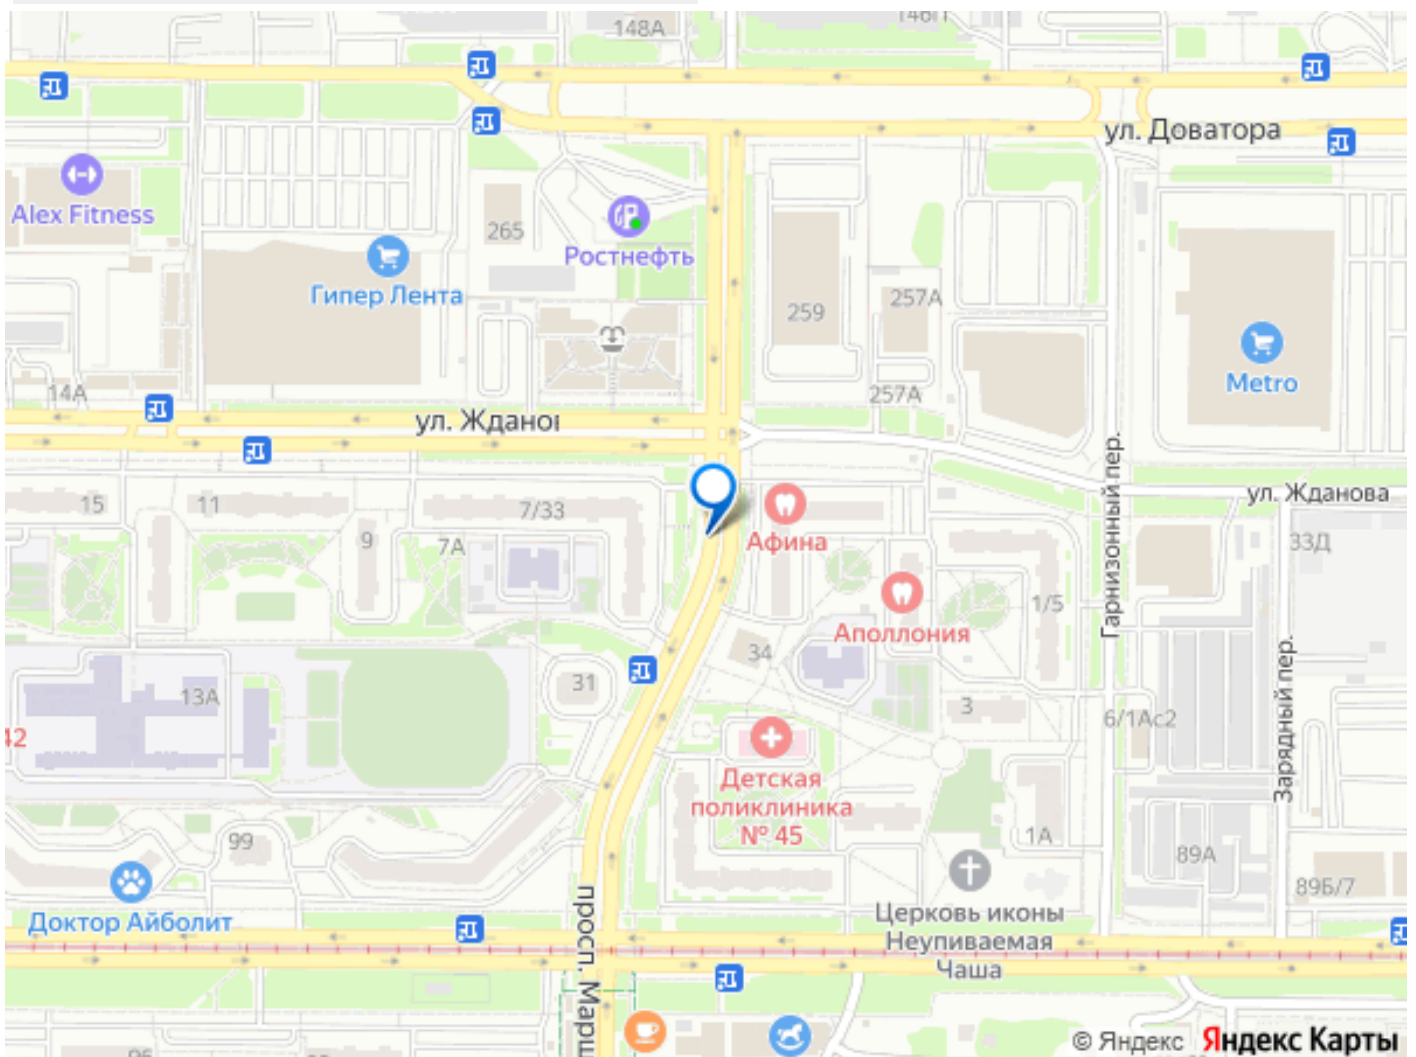 148А
ул. Доватора
Alex Fitness
265
Ростнефть
Гипер Лента
259
257А
Metro
14А
257А
ул. Ждано
15
11
7/33
ул. Жданова
9
7А
Афина
33Д
Гарнизонный пер.
1/5
Аполлония
34
31
3
13А
6/1Ас2
42
Зарядный пер.
Детская
поликлиника
№ 45
99
1А
89А
89Б/7
Доктор Айболит
просп. Марш
Церковь иконы
Неупиваемая
Чаша
© Яндекс Яндекс Карты